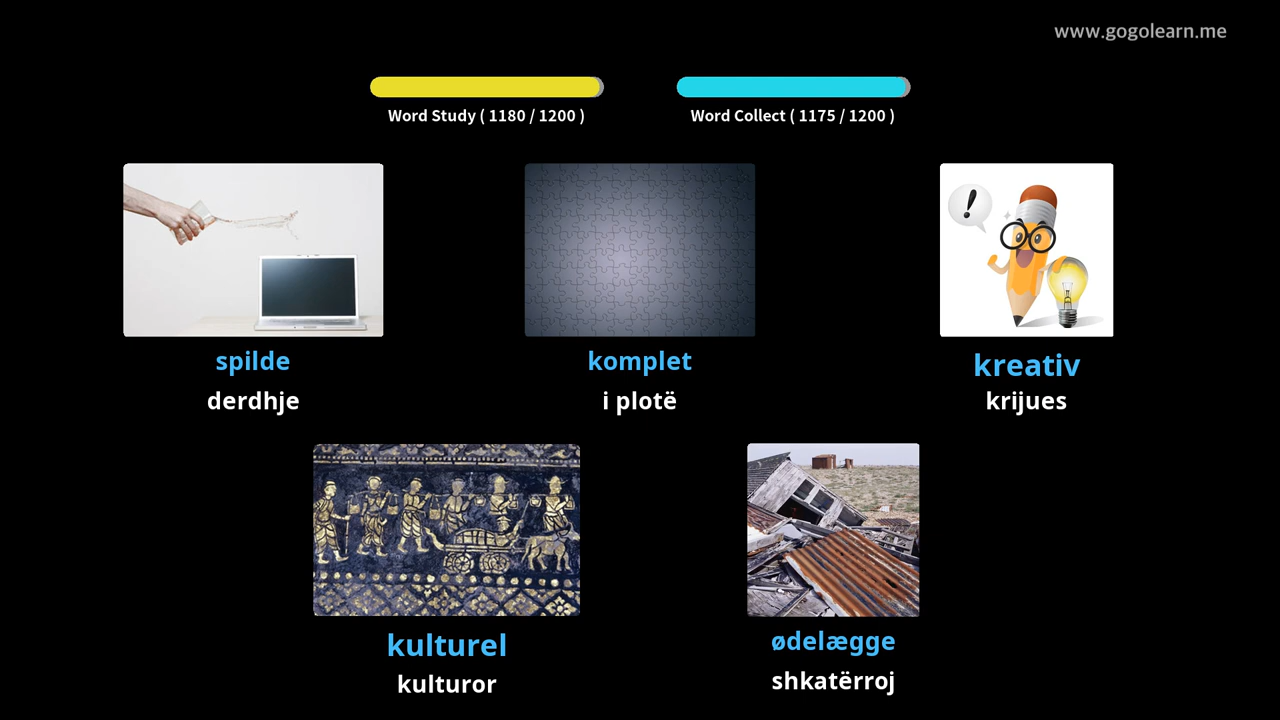 www.gogolearn.me
Word Study ( 1180 / 1200 )
Word Collect ( 1175 / 1200 )
!
spilde
derdhje
komplet
i plotë
kreativ
krijues
kulturel
kulturor
ødelægge
shkatërroj